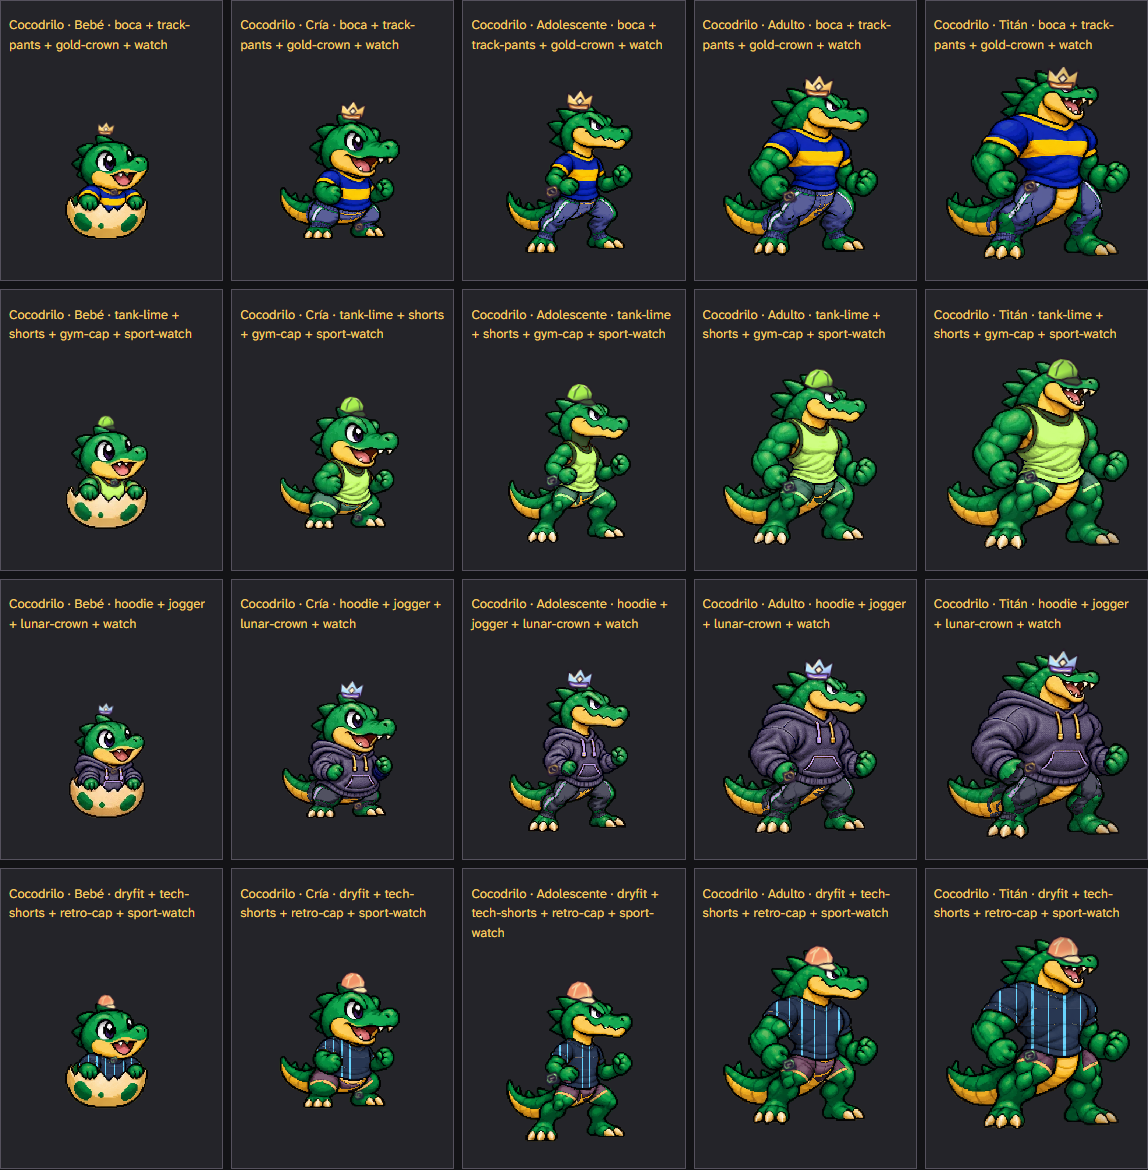 Cocodrilo · Bebé · boca + track-
pants + gold-crown + watch
Cocodrilo · Cría · boca + track-
pants + gold-crown + watch
Cocodrilo · Adolescente · boca +
track-pants + gold-crown + watch
Cocodrilo · Adulto · boca + track-
pants + gold-crown + watch
Cocodrilo · Titán · boca + track-
pants + gold-crown + watch
Cocodrilo · Bebé · tank-lime +
shorts + gym-cap + sport-watch
Cocodrilo · Cría · tank-lime + shorts
+ gym-cap + sport-watch
Cocodrilo · Adolescente · tank-lime
+ shorts + gym-cap + sport-watch
Cocodrilo · Adulto · tank-lime +
shorts + gym-cap + sport-watch
Cocodrilo · Titán · tank-lime +
shorts + gym-cap + sport-watch
Cocodrilo · Bebé · hoodie + jogger
+ lunar-crown + watch
Cocodrilo · Cría · hoodie + jogger +
lunar-crown + watch
Cocodrilo · Adolescente · hoodie +
jogger + lunar-crown + watch
Cocodrilo · Adulto · hoodie + jogger
+ lunar-crown + watch
Cocodrilo · Titán · hoodie + jogger
+ lunar-crown + watch
Cocodrilo · Bebé · dryfit + tech-
shorts + retro-cap + sport-watch
Cocodrilo · Cría · dryfit + tech-
shorts + retro-cap + sport-watch
Cocodrilo · Adolescente · dryfit +
tech-shorts + retro-cap + sport-
watch
Cocodrilo · Adulto · dryfit + tech-
shorts + retro-cap + sport-watch
Cocodrilo · Titán · dryfit + tech-
shorts + retro-cap + sport-watch